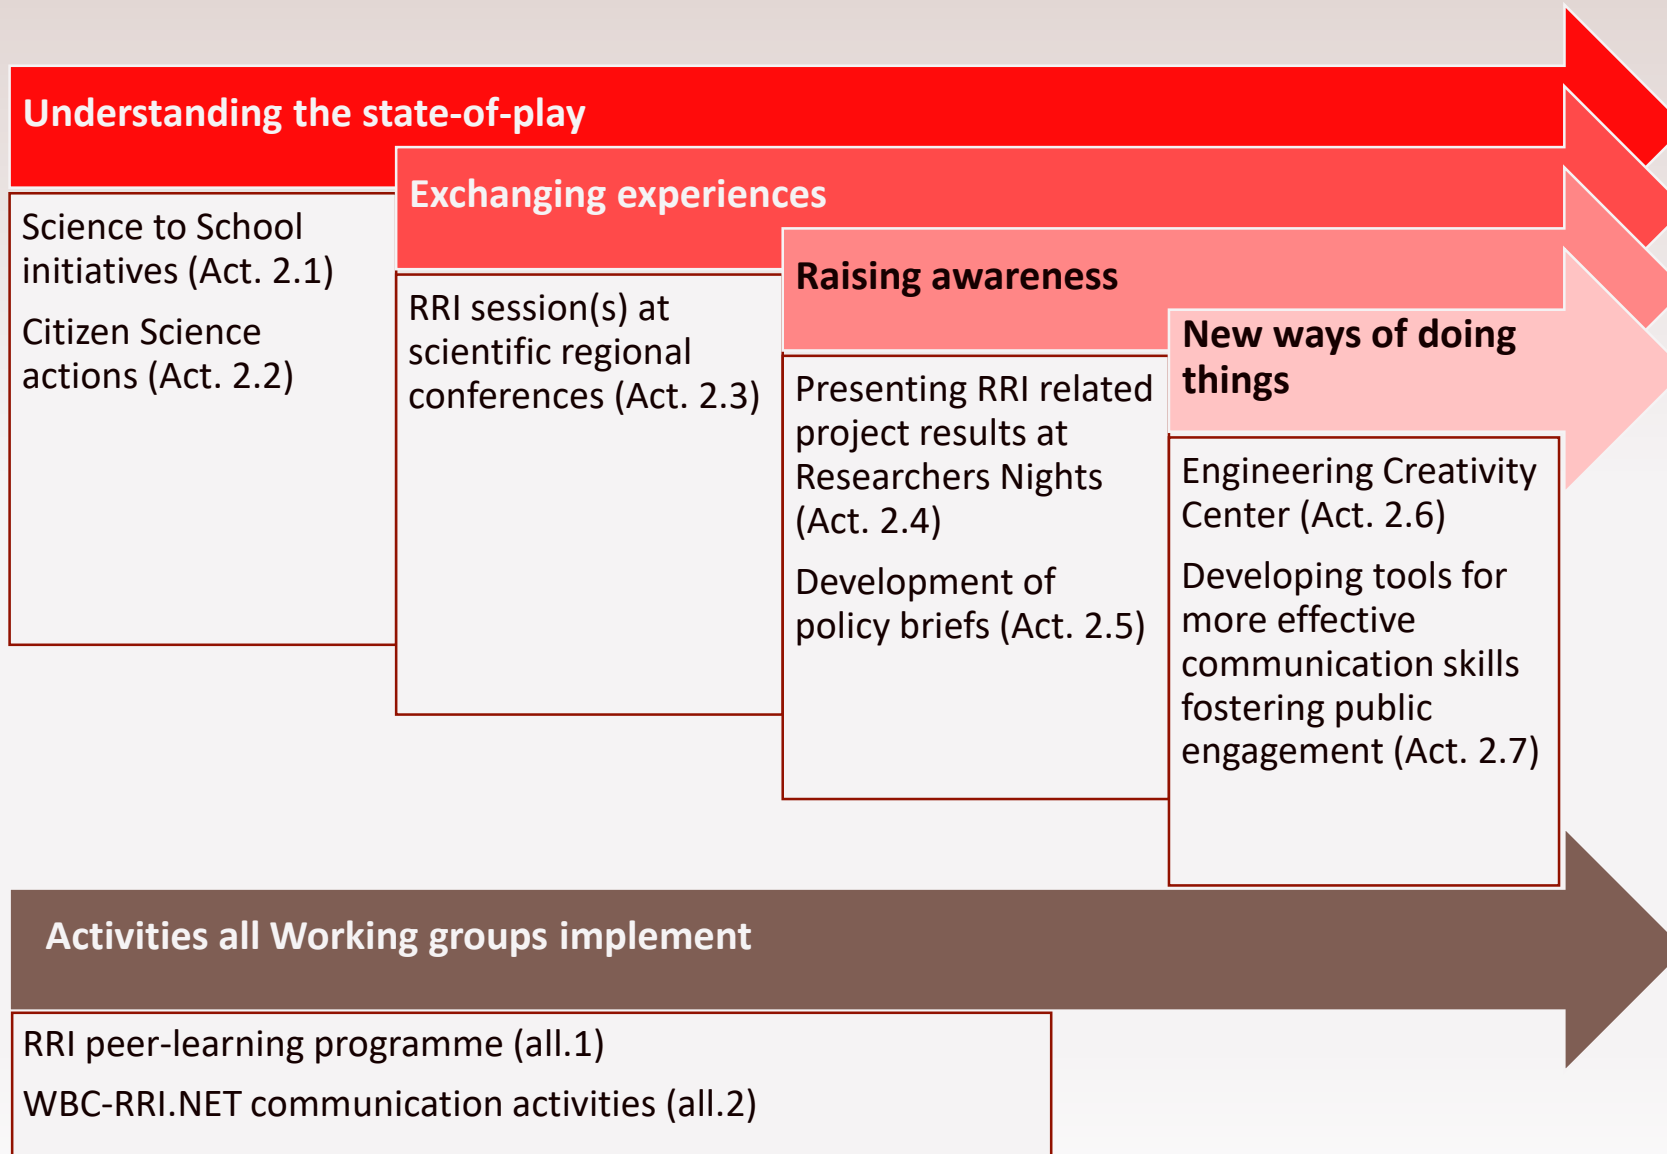 Understanding the state-of-play
Science to School
initiatives (Act. 2.1)
Citizen Science
actions (Act. 2.2)
Exchanging experiences
RRI session(s) at
scientific regional
conferences (Act. 2.3)
Raising awareness
Presenting RRI related
project results at
Researchers Nights
(Act. 2.4)
Development of
policy briefs (Act. 2.5)
New ways of doing
things
Engineering Creativity
Center (Act. 2.6)
Developing tools for
more effective
communication skills
fostering public
engagement (Act. 2.7)
Activities all Working groups implement
RRI peer-learning programme (all.1)
WBC-RRI.NET communication activities (all.2)